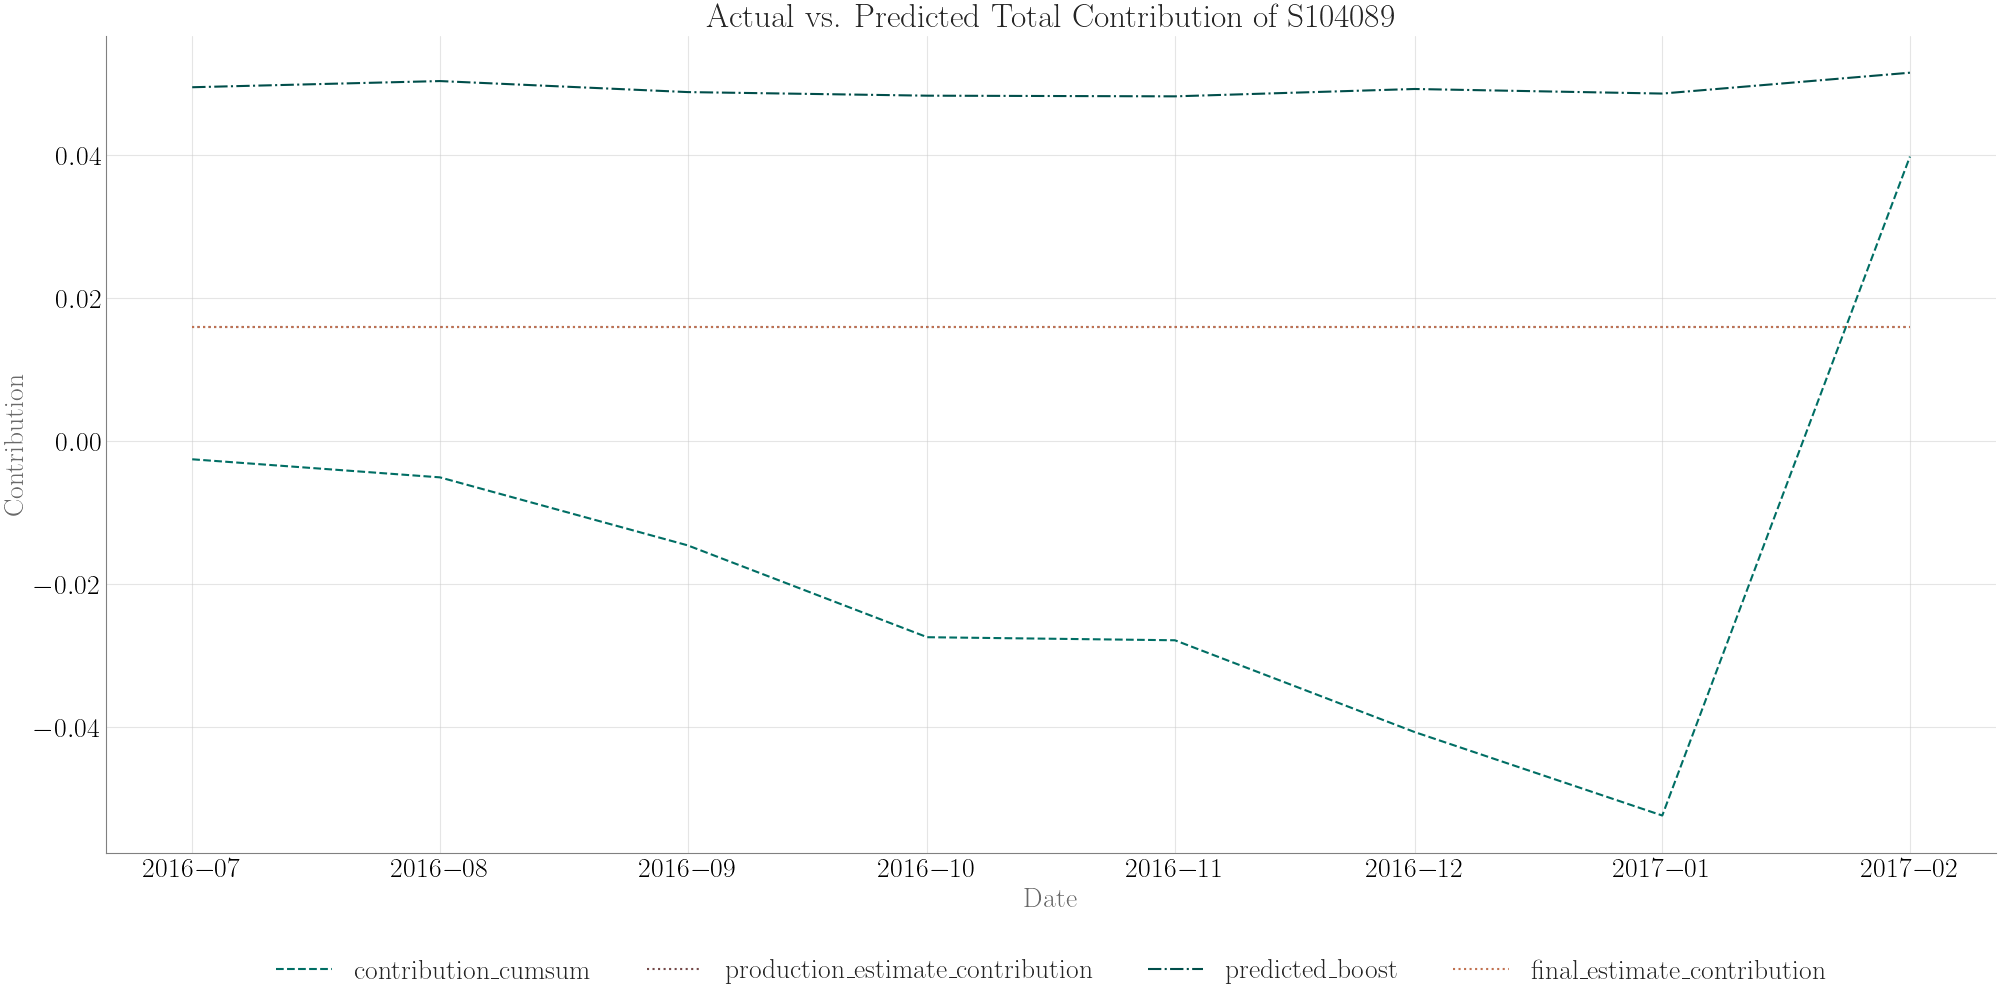 Actual vs. Predicted Total Contribution of S104089
Contribution
0.04
0.02
0.00
−0.02
−0.04
2016−07 2016−08 2016−09 2016−10 2016−11 2016−12 2017−01 2017−02
Date
contribution_cumsum production_estimate_contribution predicted_boost final_estimate_contribution